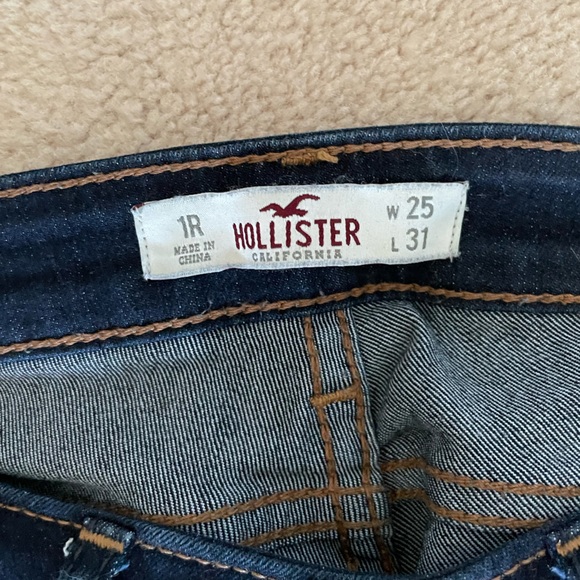 1R
MADE IN
CHINA
HOLLISTER
CALIFORNIA
W 25
L 31